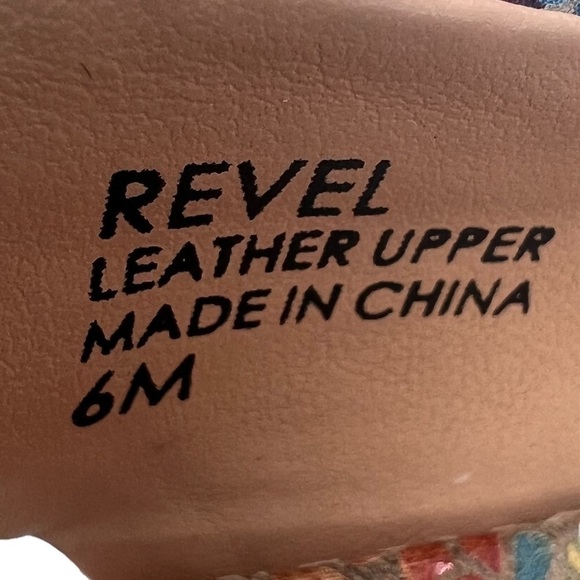 REVEL
LEATHER UPPER
MADE IN CHINA
6M